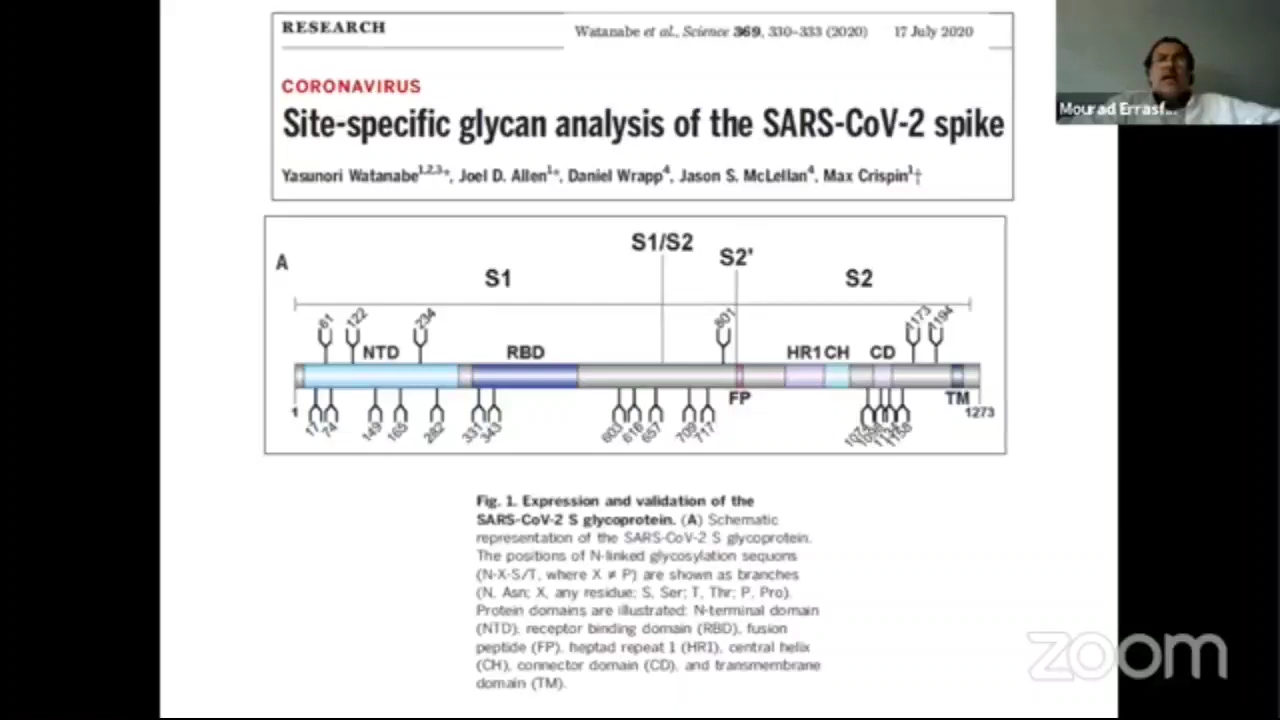 RESEARCH
Watanabe et al., Science 369, 330–333 (2020) 17 July 2020
CORONAVIRUS
Site-specific glycan analysis of the SARS-CoV-2 spike
Yasunori Watanabe1,2,3*, Joel D. Allen1*, Daniel Wrapp4, Jason S. McLellan4, Max Crispin1†
Mourad Errasf...
A
S1
S1/S2
S2'
S2
61 122 234 801 1173 1194
NTD RBD HR1 CH CD
FP TM
1 1273
17 74 149 165 282 331 343 603 616 657 709 717 1074 1158
Fig. 1. Expression and validation of the
SARS-CoV-2 S glycoprotein. (A) Schematic
representation of the SARS-CoV-2 S glycoprotein.
The positions of N-linked glycosylation sequons
(N-X-S/T, where X ≠ P) are shown as branches
(N, Asn; X, any residue; S, Ser; T, Thr; P, Pro).
Protein domains are illustrated: N-terminal domain
(NTD), receptor binding domain (RBD), fusion
peptide (FP), heptad repeat 1 (HR1), central helix
(CH), connector domain (CD), and transmembrane
domain (TM).
zoom